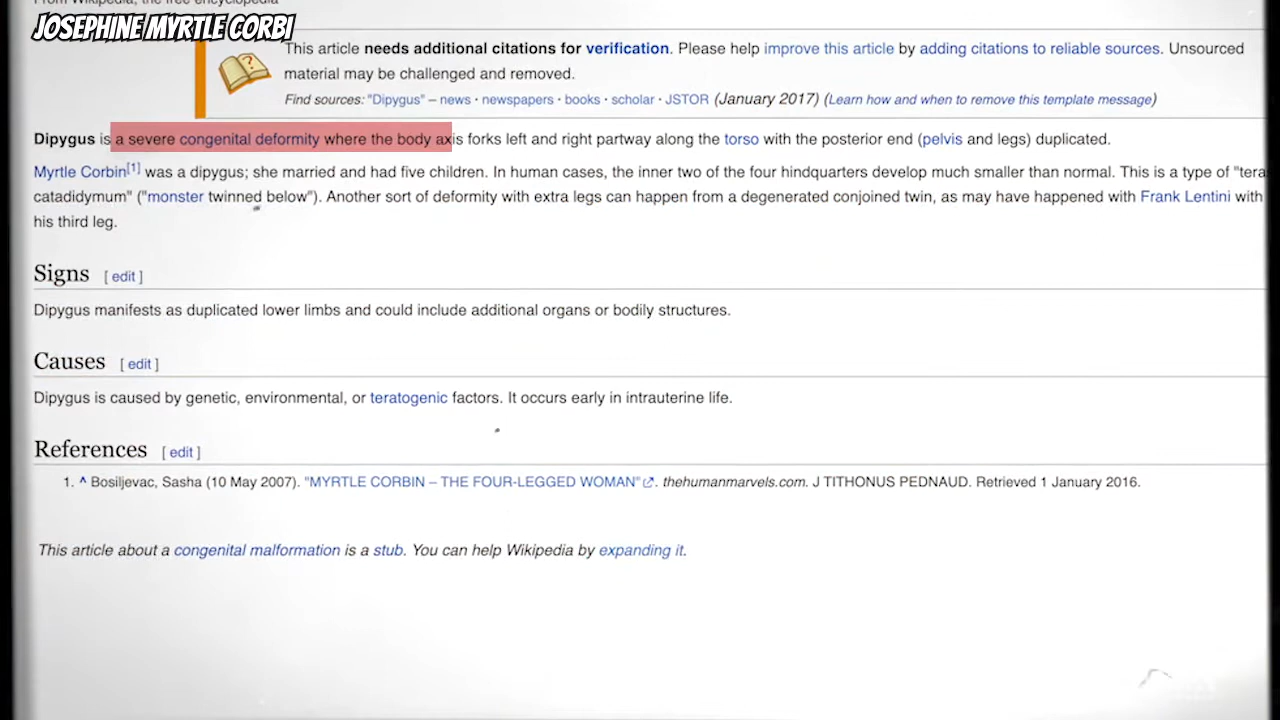 From Wikipedia, the free encyclopedia
JOSEPHINE MYRTLE CORBI
This article needs additional citations for verification. Please help improve this article by adding citations to reliable sources. Unsourced
material may be challenged and removed.
Find sources: "Dipygus" – news · newspapers · books · scholar · JSTOR (January 2017) (Learn how and when to remove this template message)
Dipygus is a severe congenital deformity where the body axis forks left and right partway along the torso with the posterior end (pelvis and legs) duplicated.
Myrtle Corbin[1] was a dipygus; she married and had five children. In human cases, the inner two of the four hindquarters develop much smaller than normal. This is a type of "tera
catadidymum" ("monster twinned below"). Another sort of deformity with extra legs can happen from a degenerated conjoined twin, as may have happened with Frank Lentini with
his third leg.
Signs [ edit ]
Dipygus manifests as duplicated lower limbs and could include additional organs or bodily structures.
Causes [ edit ]
Dipygus is caused by genetic, environmental, or teratogenic factors. It occurs early in intrauterine life.
References [ edit ]
1. ^ Bosiljevac, Sasha (10 May 2007). "MYRTLE CORBIN – THE FOUR-LEGGED WOMAN". thehumanmarvels.com. J TITHONUS PEDNAUD. Retrieved 1 January 2016.
This article about a congenital malformation is a stub. You can help Wikipedia by expanding it.